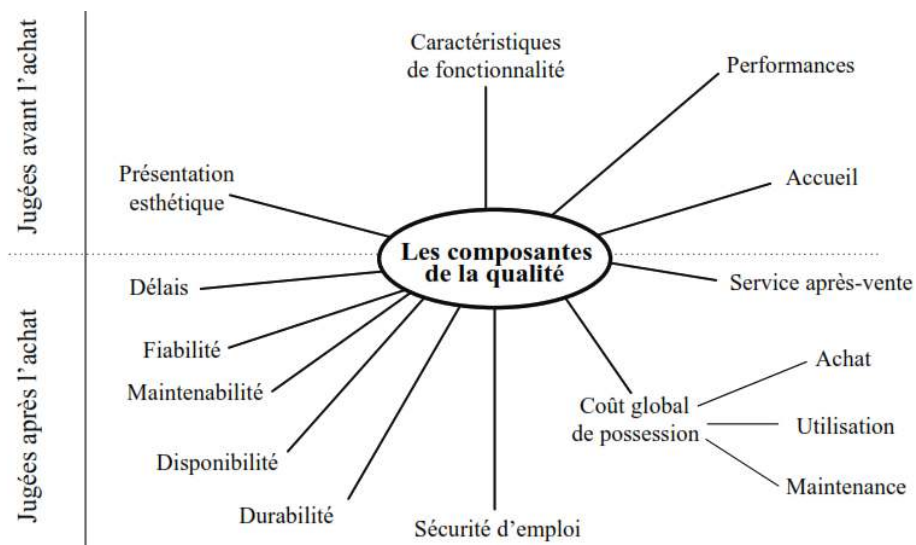 Jugées avant l’achat
Caractéristiques
de fonctionnalité
Performances
Présentation
esthétique
Accueil
Les composantes
de la qualité
Jugées après l’achat
Délais
Service après-vente
Fiabilité
Achat
Maintenabilité
Coût global
de possession
Utilisation
Disponibilité
Maintenance
Durabilité
Sécurité d’emploi